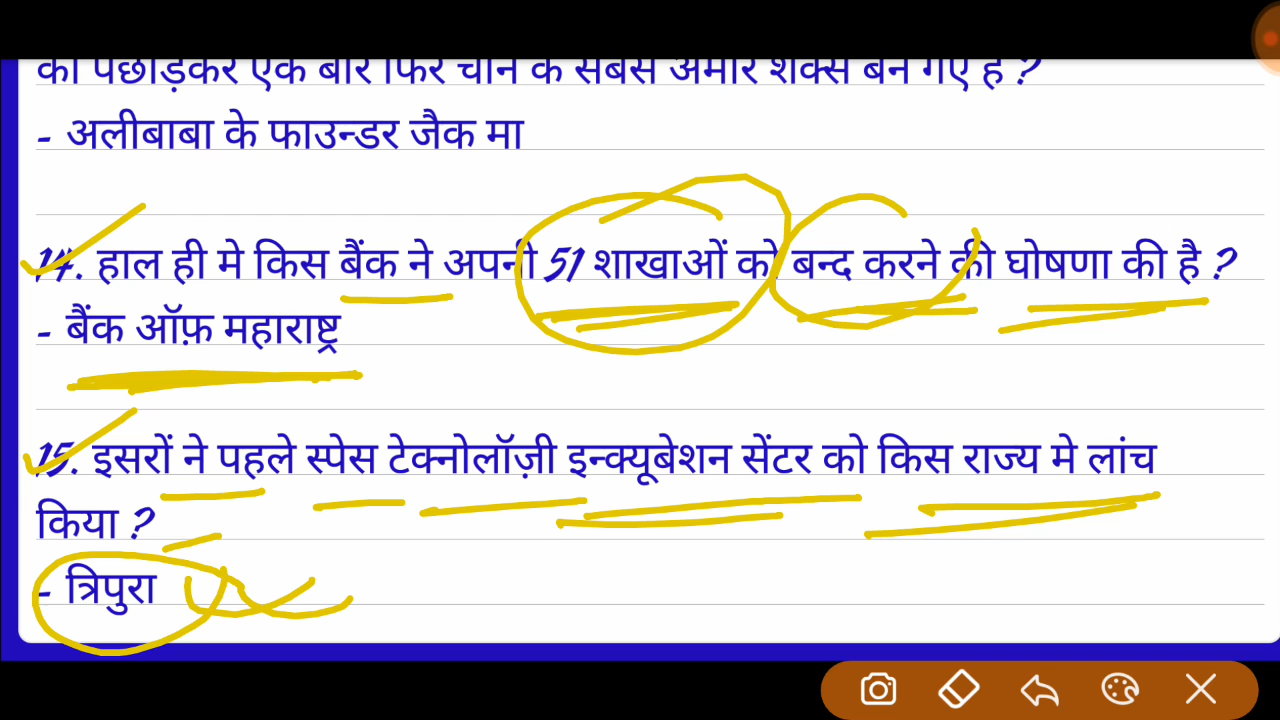 को पछाड़कर एक बार फिर चीन के सबसे अमीर शक्स बन गए है ?
- अलीबाबा के फाउन्डर जैक मा
14. हाल ही मे किस बैंक ने अपनी 51 शाखाओं को बन्द करने की घोषणा की है ?
- बैंक ऑफ़ महाराष्ट्र
15. इसरों ने पहले स्पेस टेक्नोलॉज़ी इन्क्यूबेशन सेंटर को किस राज्य मे लांच
किया ?
- त्रिपुरा